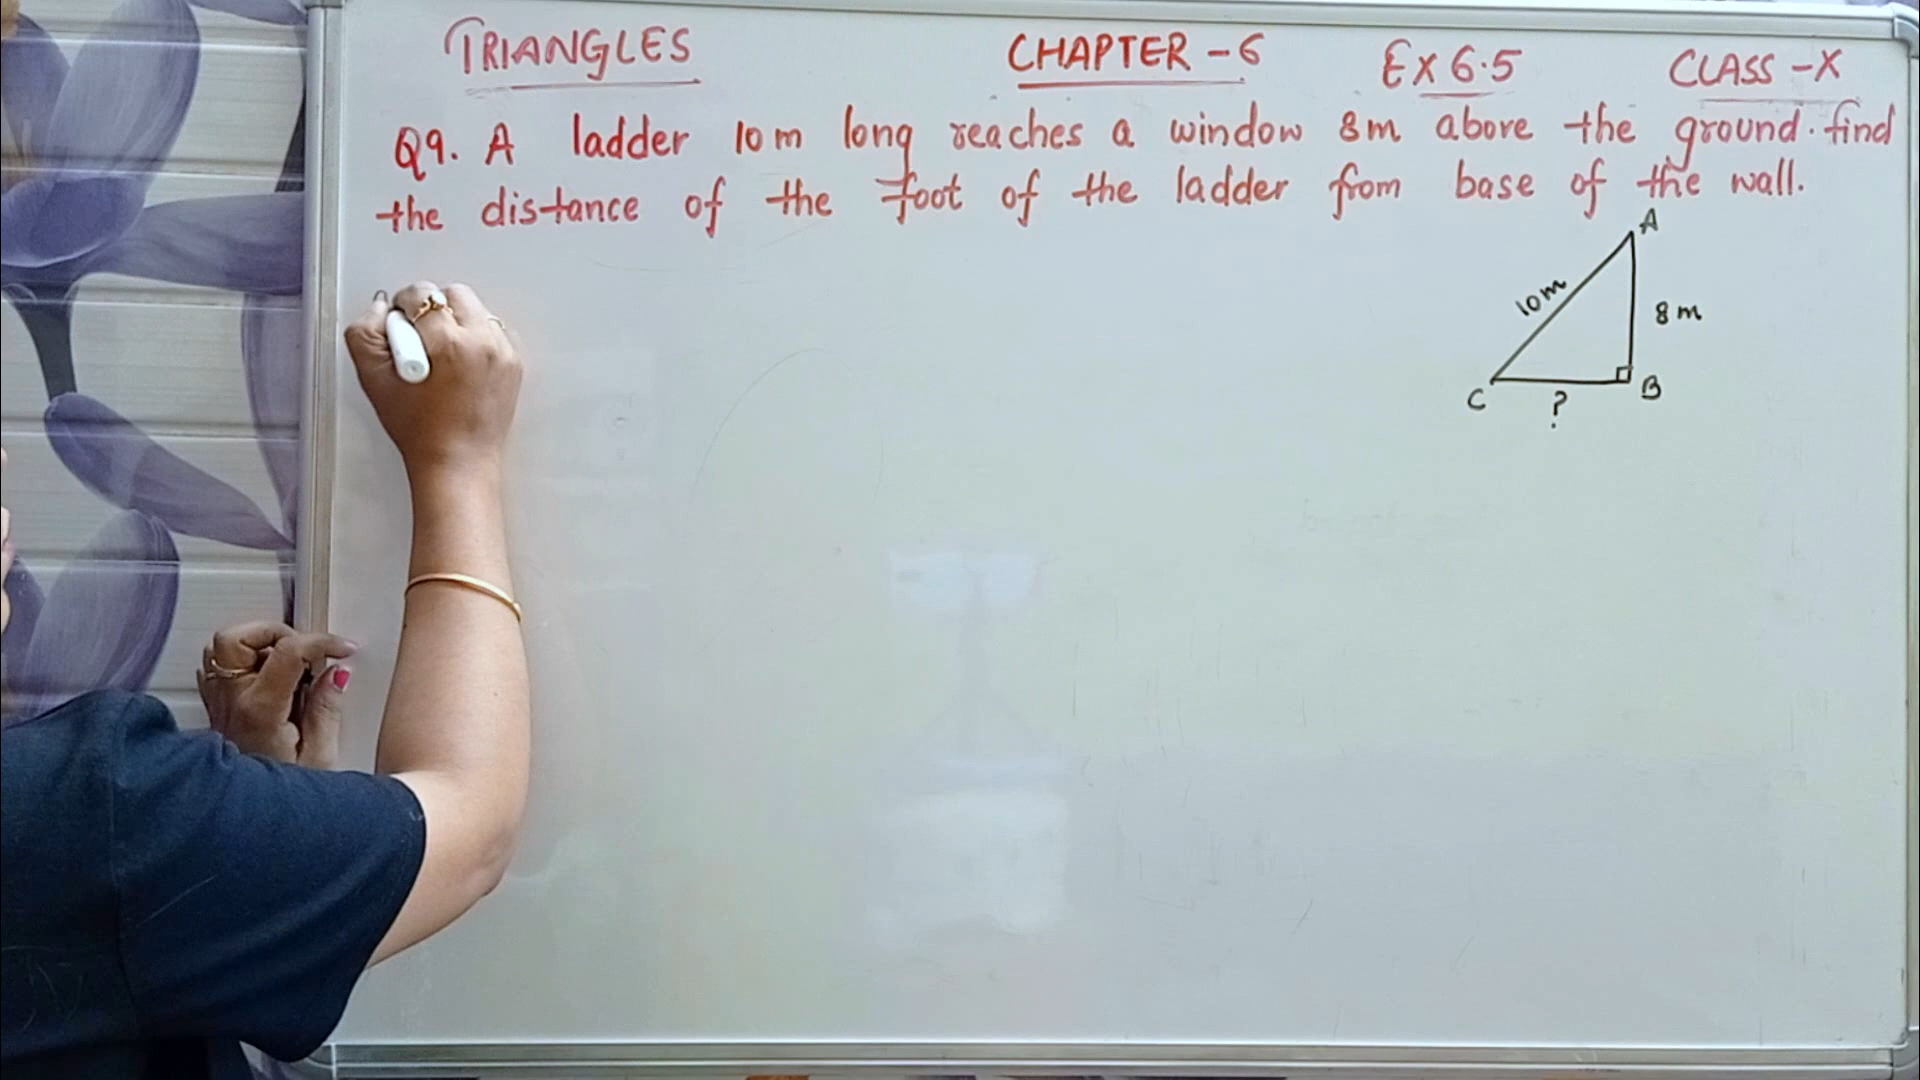 TRIANGLES CHAPTER - 6 Ex 6.5 CLASS - X
Q9. A ladder 10m long reaches a window 8m above the ground. find
the distance of the foot of the ladder from base of the wall.
A
10m
8m
C
?
B